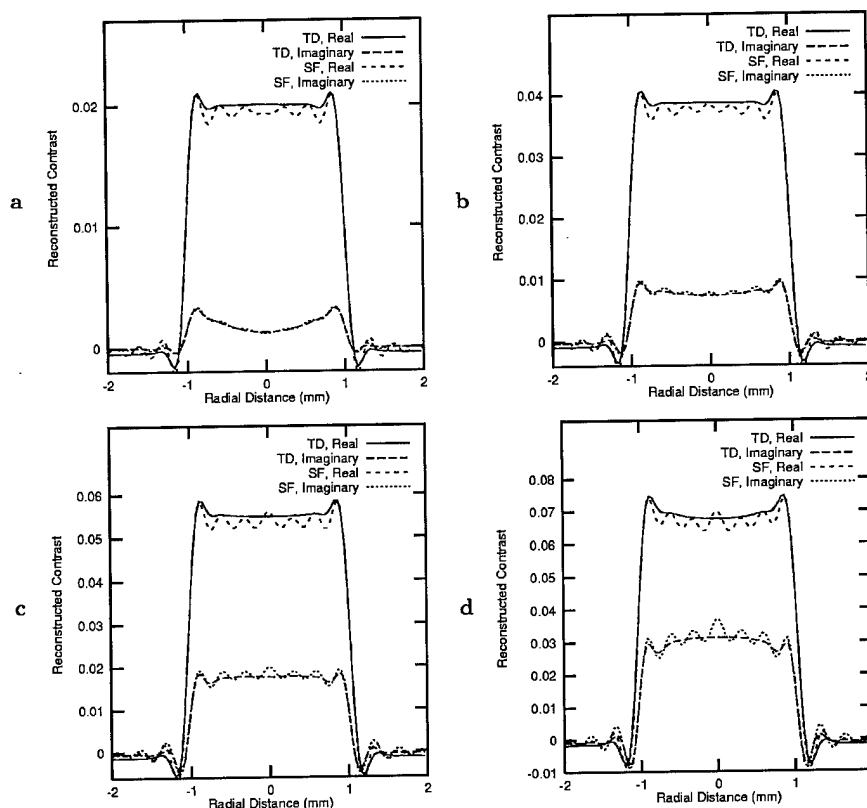 a
TD, Real
TD, Imaginary
SF, Real
SF, Imaginary
0.02
0.01
0
Reconstructed Contrast
-2
-1
0
1
2
Radial Distance (mm)
b
TD, Real
TD, Imaginary
SF, Real
SF, Imaginary
0.04
0.03
0.02
0.01
0
Reconstructed Contrast
-2
-1
0
1
2
Radial Distance (mm)
c
TD, Real
TD, Imaginary
SF, Real
SF, Imaginary
0.06
0.05
0.04
0.03
0.02
0.01
0
Reconstructed Contrast
-2
-1
0
1
2
Radial Distance (mm)
d
TD, Real
TD, Imaginary
SF, Real
SF, Imaginary
0.08
0.07
0.06
0.05
0.04
0.03
0.02
0.01
0
-0.01
Reconstructed Contrast
-2
-1
0
1
2
Radial Distance (mm)